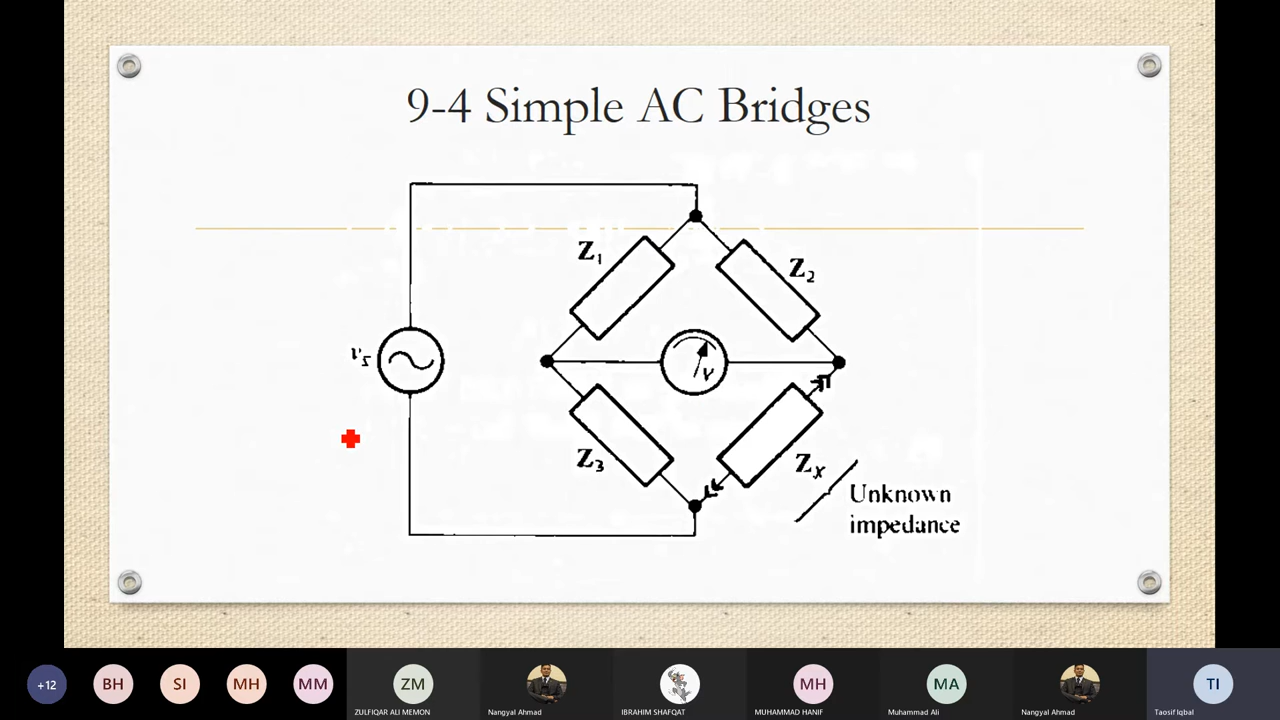 9-4 Simple AC Bridges
Z₁
Z₂
V
Z₃
Zₓ
Unknown
impedance
+12
BH
SI
MH
MM
ZM
MH
MA
TI
ZULFIQAR ALI MEMON
Nangyal Ahmad
IBRAHIM SHAFQAT
MUHAMMAD HANIF
Muhammad Ali
Nangyal Ahmad
Taosif Iqbal